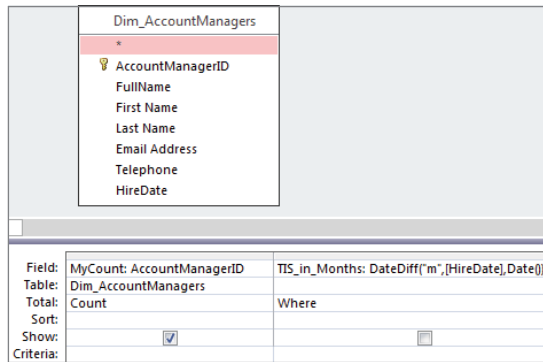 Dim_AccountManagers
*
AccountManagerID
FullName
First Name
Last Name
Email Address
Telephone
HireDate
Field: MyCount: AccountManagerID TIS_in_Months: DateDiff("m",[HireDate],Date())
Table: Dim_AccountManagers
Total: Count Where
Sort:
Show:
Criteria: